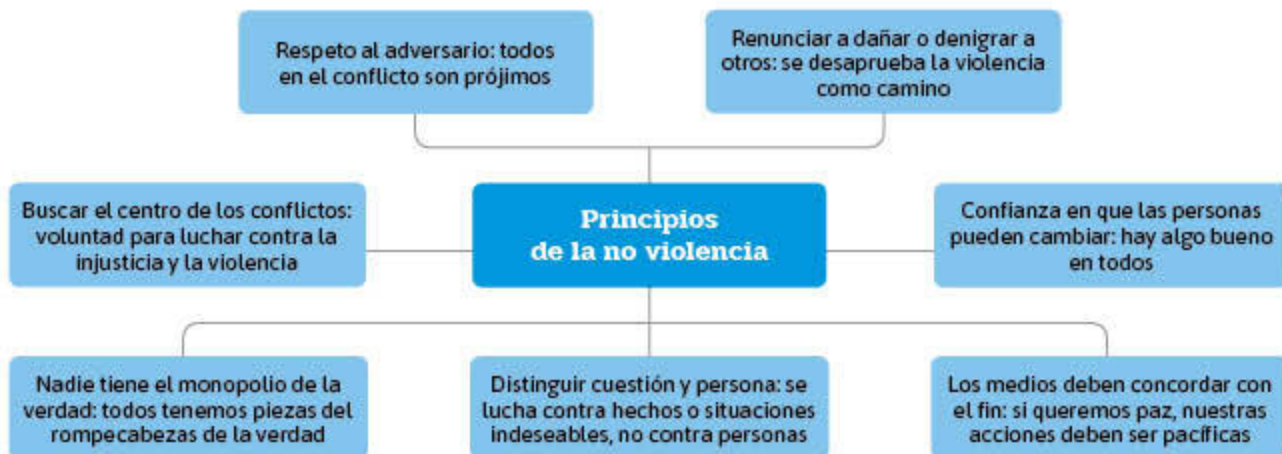 Respeto al adversario: todos
en el conflicto son prójimos
Renunciar a dañar o denigrar a
otros: se desaprueba la violencia
como camino
Buscar el centro de los conflictos:
voluntad para luchar contra la
injusticia y la violencia
Principios
de la no violencia
Confianza en que las personas
pueden cambiar: hay algo bueno
en todos
Nadie tiene el monopolio de la
verdad: todos tenemos piezas del
rompecabezas de la verdad
Distinguir cuestión y persona: se
lucha contra hechos o situaciones
indeseables, no contra personas
Los medios deben concordar con
el fin: si queremos paz, nuestras
acciones deben ser pacíficas